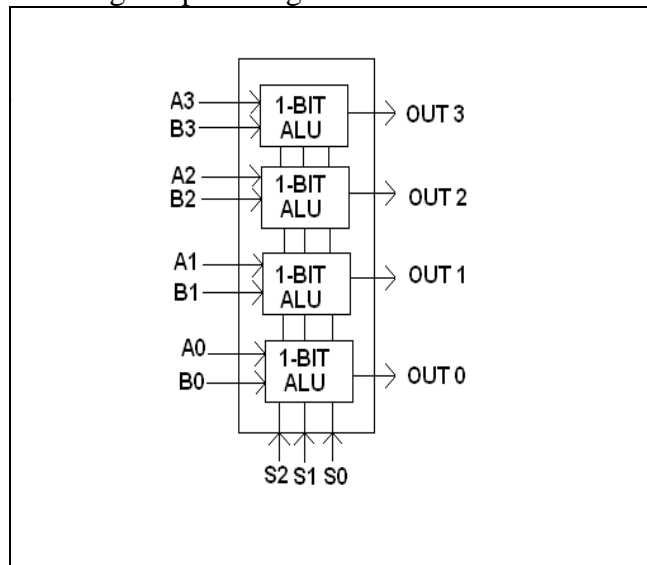 A3
B3
1-BIT
ALU
OUT 3
A2
B2
1-BIT
ALU
OUT 2
A1
B1
1-BIT
ALU
OUT 1
A0
B0
1-BIT
ALU
OUT 0
S2 S1 S0